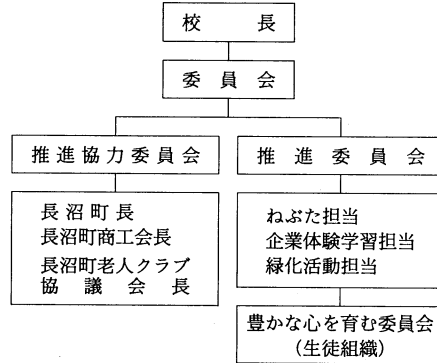 校長
委員会
推進協力委員会
長沼町長
長沼町商工会長
長沼町老人クラブ
協議会長
推進委員会
ねぶた担当
企業体験学習担当
緑化活動担当
豊かな心を育む委員会
(生徒組織)